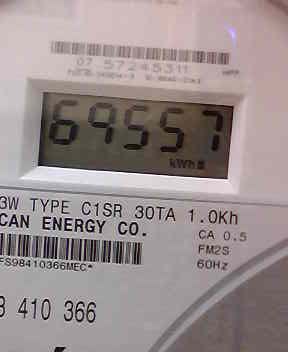 07 57245311
69557
kWh
3W TYPE C1SR 30TA 1.0Kh
CAN ENERGY CO.
CA 0.5
FM2S
FS98410366MEC*
60Hz
410 366